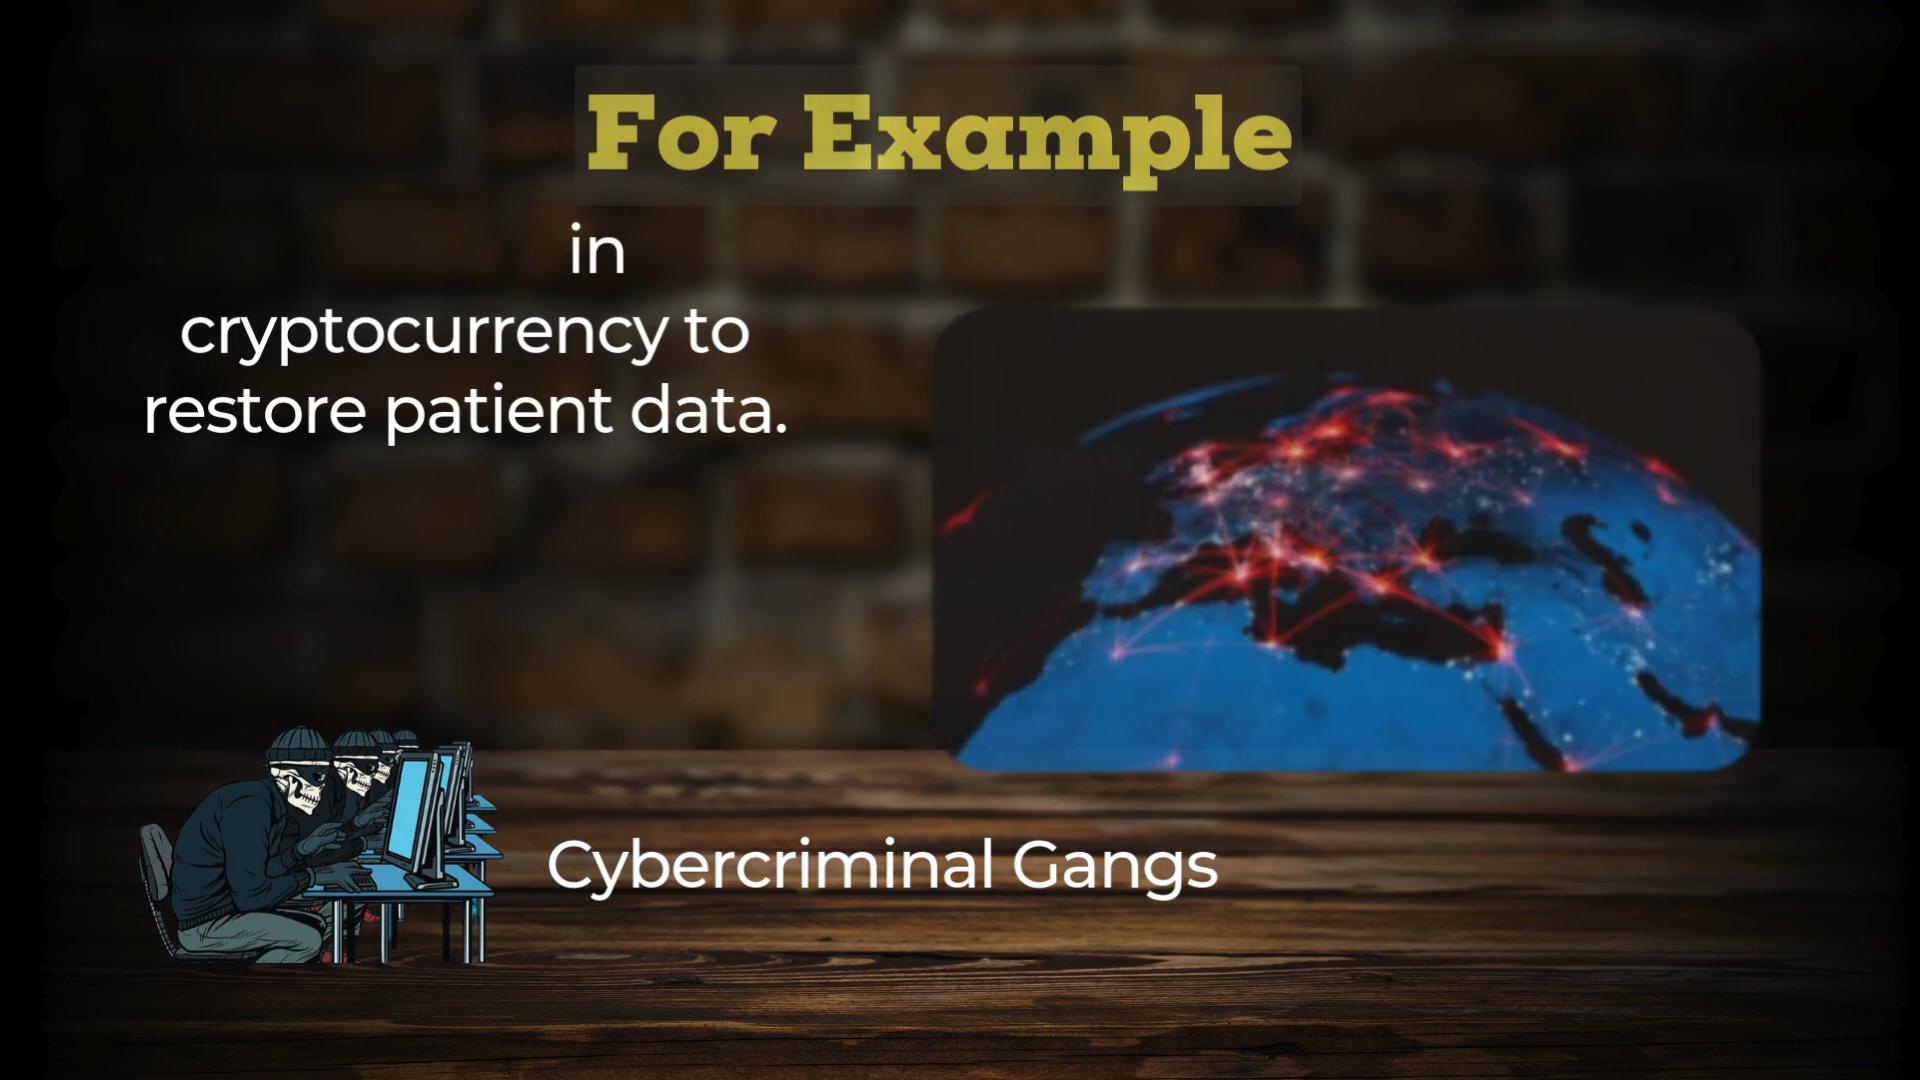 For Example
in
cryptocurrency to
restore patient data.
Cybercriminal Gangs